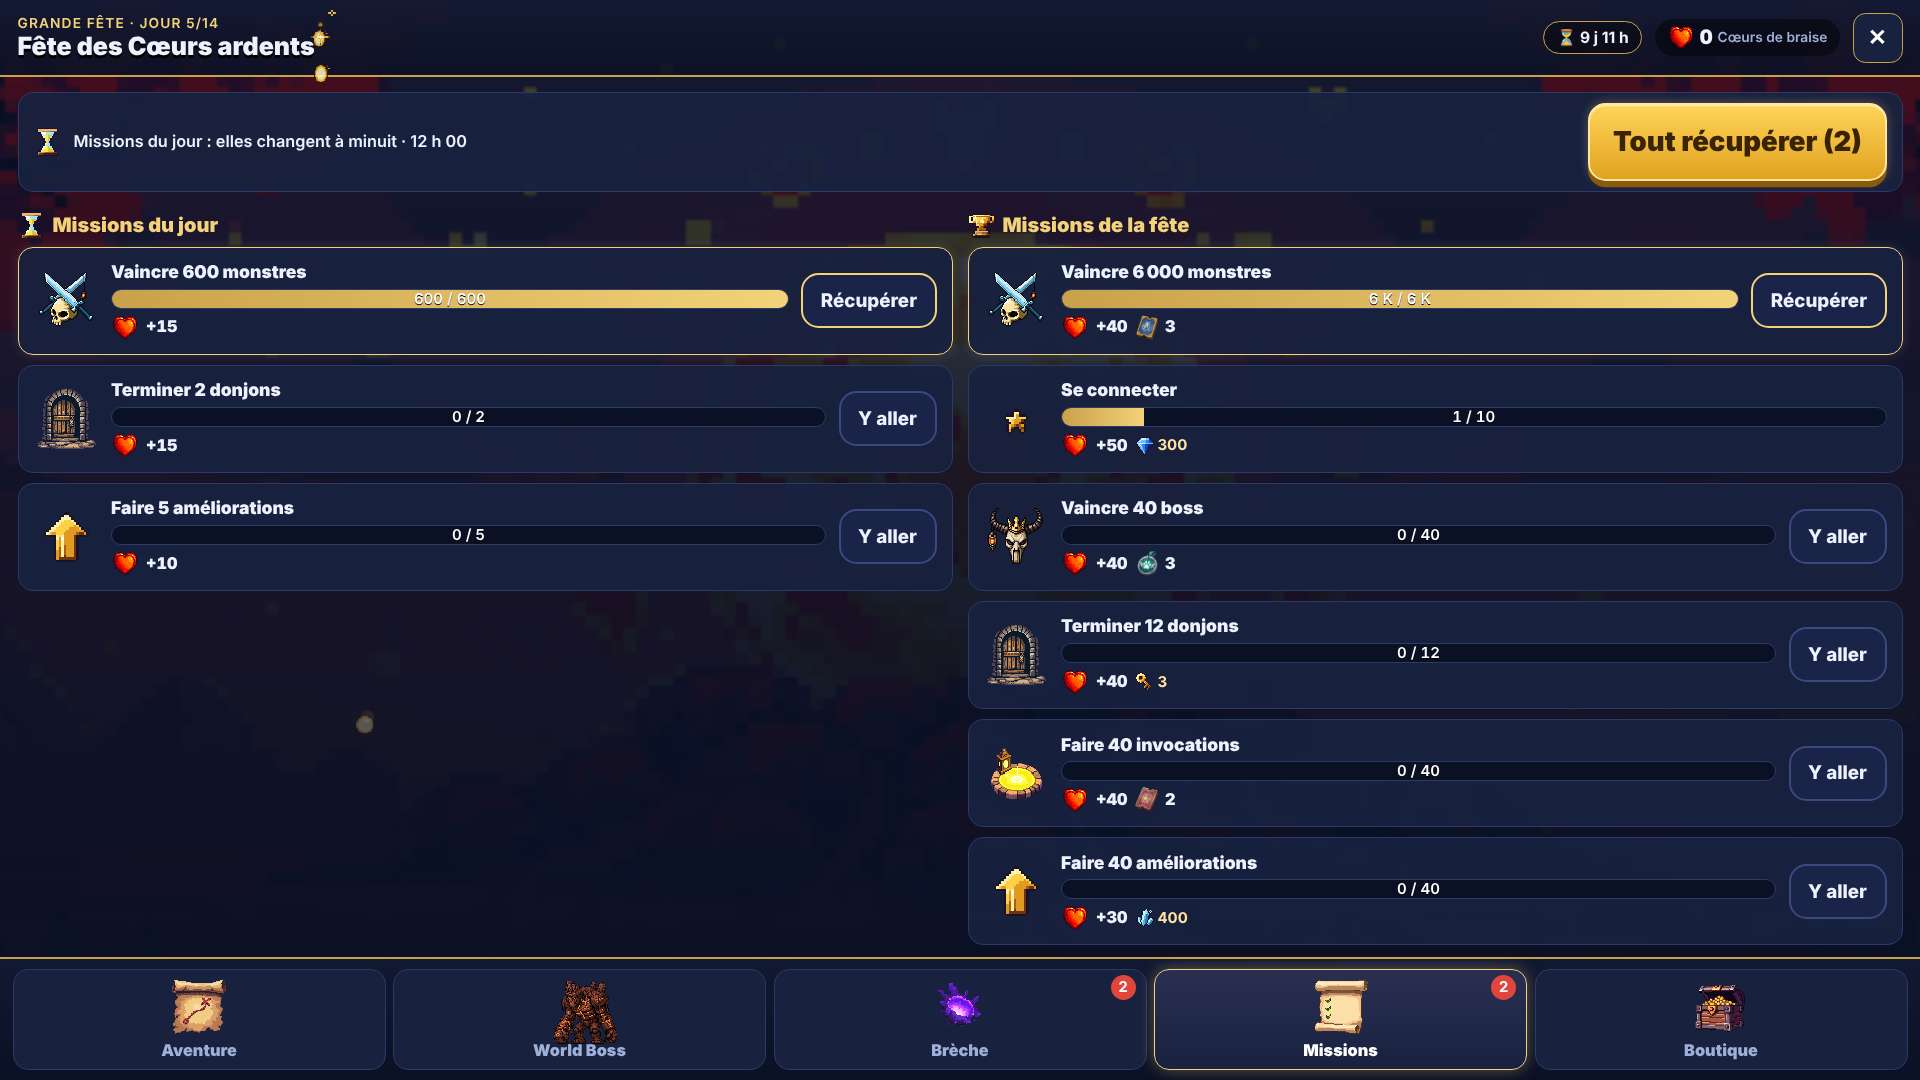 GRANDE FÊTE · JOUR 5/14
Fête des Cœurs ardents
9 j 11 h
0 Cœurs de braise
Missions du jour : elles changent à minuit · 12 h 00
Tout récupérer (2)
Missions du jour
Vaincre 600 monstres
600 / 600
+15
Récupérer
Terminer 2 donjons
0 / 2
+15
Y aller
Faire 5 améliorations
0 / 5
+10
Y aller
Missions de la fête
Vaincre 6 000 monstres
6 K / 6 K
+40 3
Récupérer
Se connecter
1 / 10
+50 300
Vaincre 40 boss
0 / 40
+40 3
Y aller
Terminer 12 donjons
0 / 12
+40 3
Y aller
Faire 40 invocations
0 / 40
+40 2
Y aller
Faire 40 améliorations
0 / 40
+30 400
Y aller
Aventure
World Boss
2
Brèche
2
Missions
Boutique